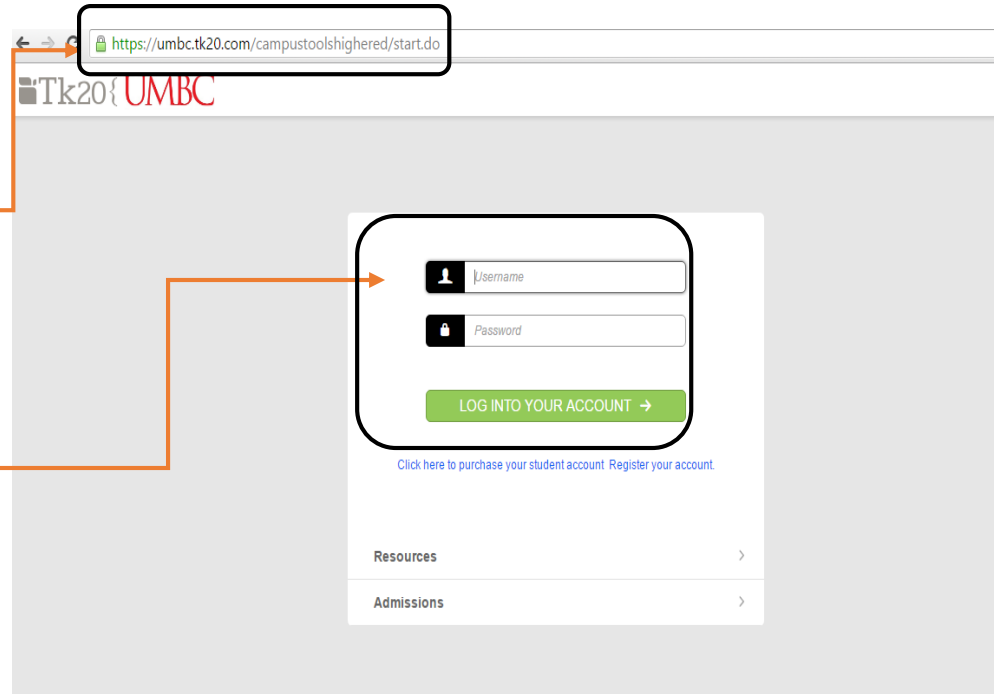 https://umbc.tk20.com/campustoolshighered/start.do
Tk20{UMBC
Username
Password
LOG INTO YOUR ACCOUNT →
Click here to purchase your student account Register your account.
Resources
Admissions